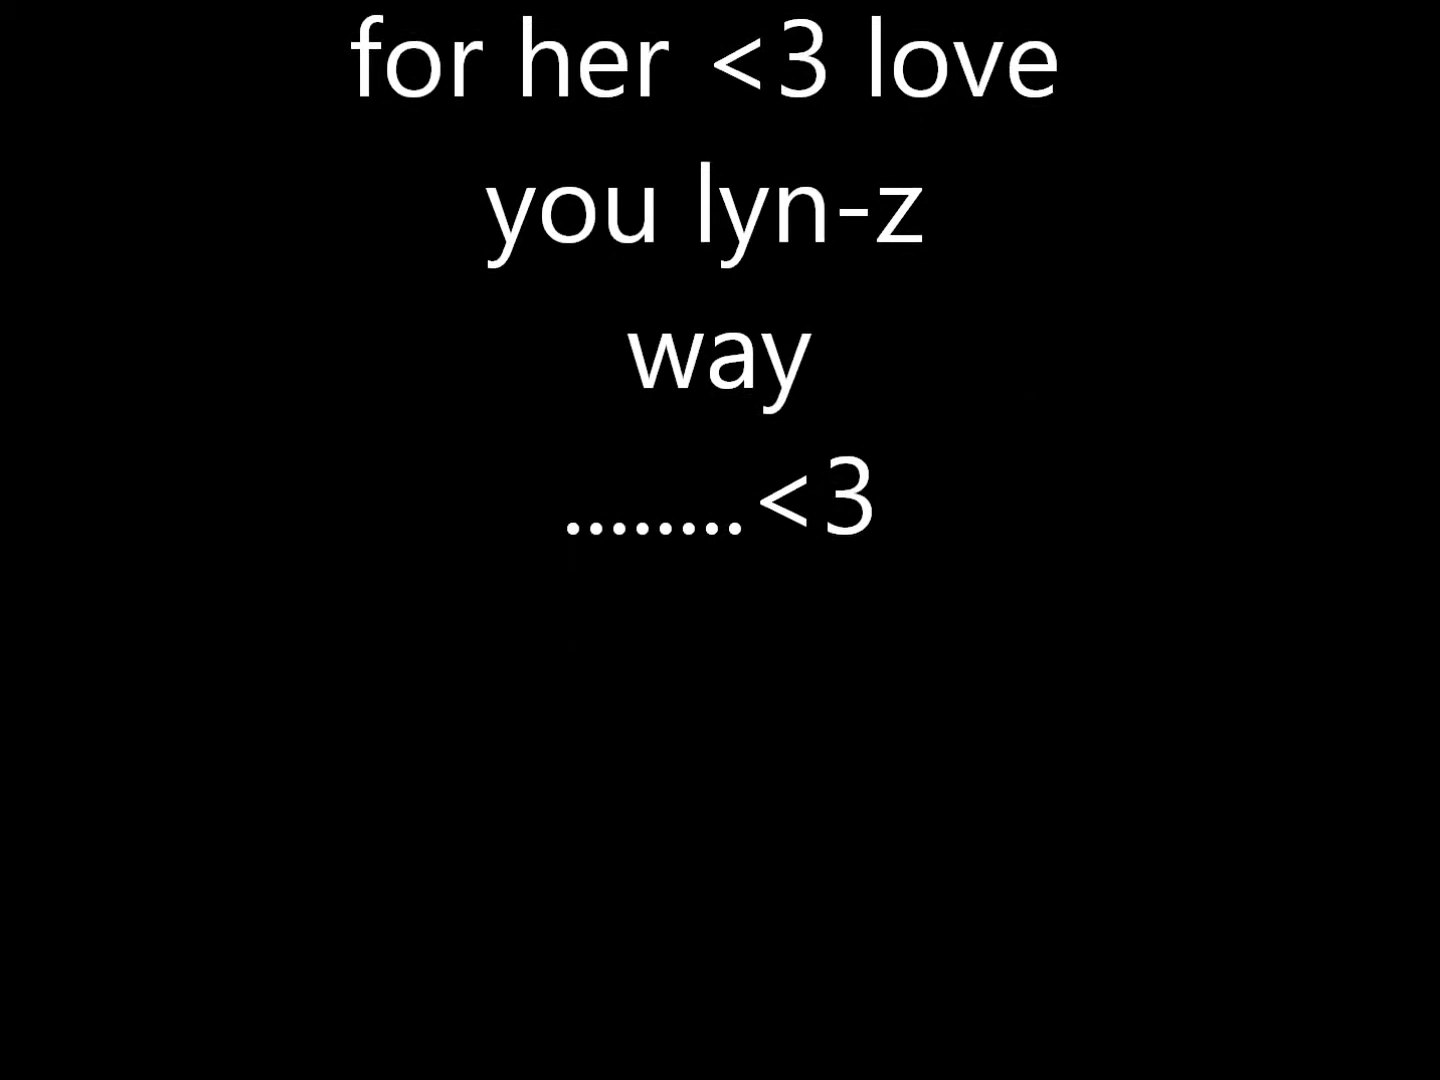 for her <3 love
you lyn-z
way
........<3